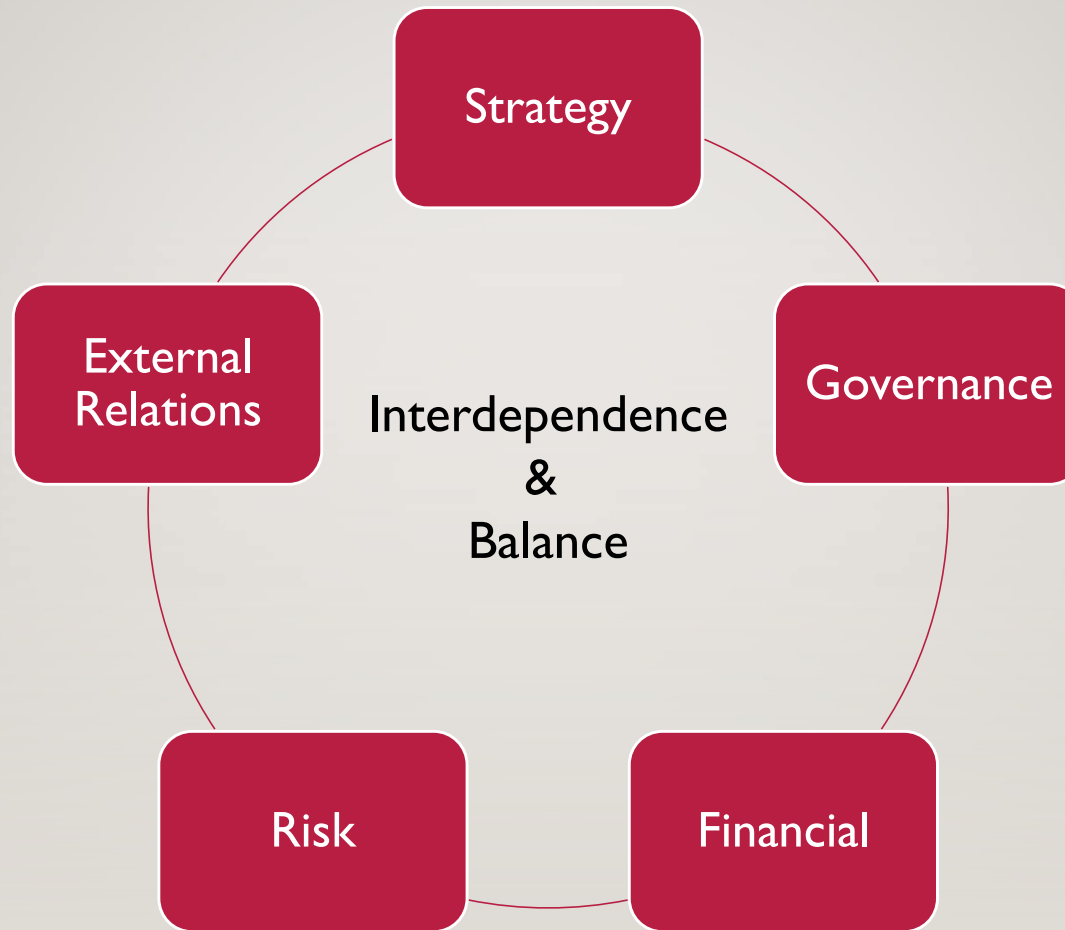 Strategy
External
Relations
Governance
Interdependence
&
Balance
Risk
Financial